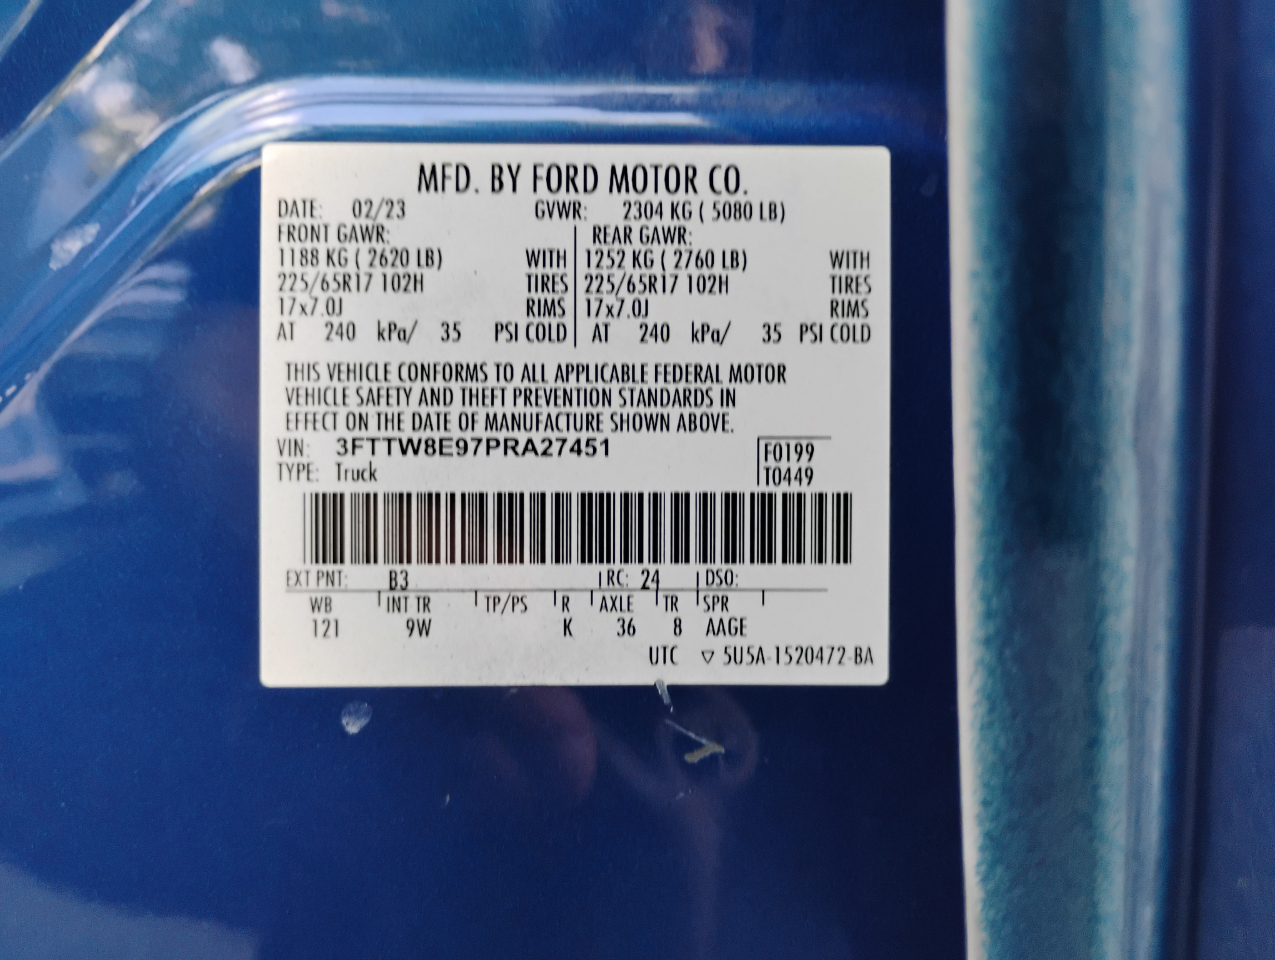 MFD. BY FORD MOTOR CO.
DATE: 02/23 GVWR: 2304 KG ( 5080 LB)
FRONT GAWR: REAR GAWR:
1188 KG ( 2620 LB) WITH 1252 KG ( 2760 LB) WITH
225/65R17 102H TIRES 225/65R17 102H TIRES
17x7.0J RIMS 17x7.0J RIMS
AT 240 kPa/ 35 PSI COLD AT 240 kPa/ 35 PSI COLD
THIS VEHICLE CONFORMS TO ALL APPLICABLE FEDERAL MOTOR
VEHICLE SAFETY AND THEFT PREVENTION STANDARDS IN
EFFECT ON THE DATE OF MANUFACTURE SHOWN ABOVE.
VIN: 3FTTW8E97PRA27451 F0199
TYPE: Truck T0449
EXT PNT: B3 RC: 24 DSO:
WB INT TR TP/PS R AXLE TR SPR
121 9W K 36 8 AAGE
UTC ▽ 5U5A-1520472-BA